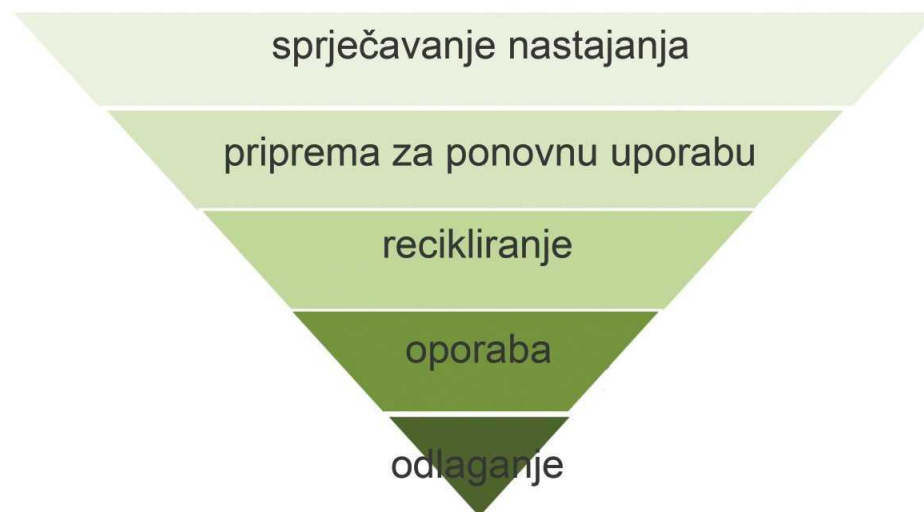 sprječavanje nastajanja
priprema za ponovnu uporabu
recikliranje
oporaba
odlaganje